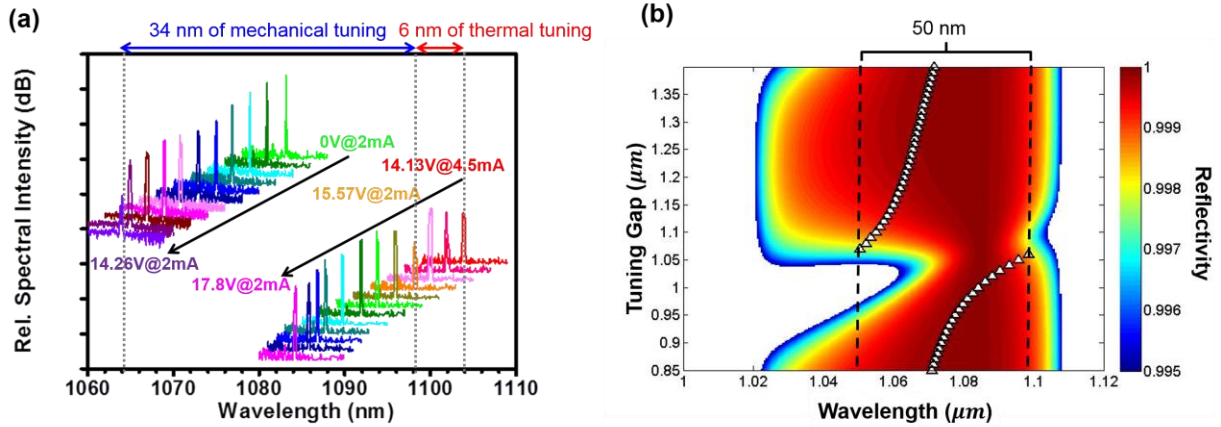 (a)
34 nm of mechanical tuning
6 nm of thermal tuning
Rel. Spectral Intensity (dB)
0V@2mA
14.13V@4.5mA
15.57V@2mA
14.26V@2mA
17.8V@2mA
1060 1070 1080 1090 1100 1110
Wavelength (nm)
(b)
50 nm
Tuning Gap (μm)
1.35
1.3
1.25
1.2
1.15
1.1
1.05
1
0.95
0.9
0.85
1 1.02 1.04 1.06 1.08 1.1 1.12
Wavelength (μm)
1
0.999
0.998
0.997
0.996
0.995
Reflectivity